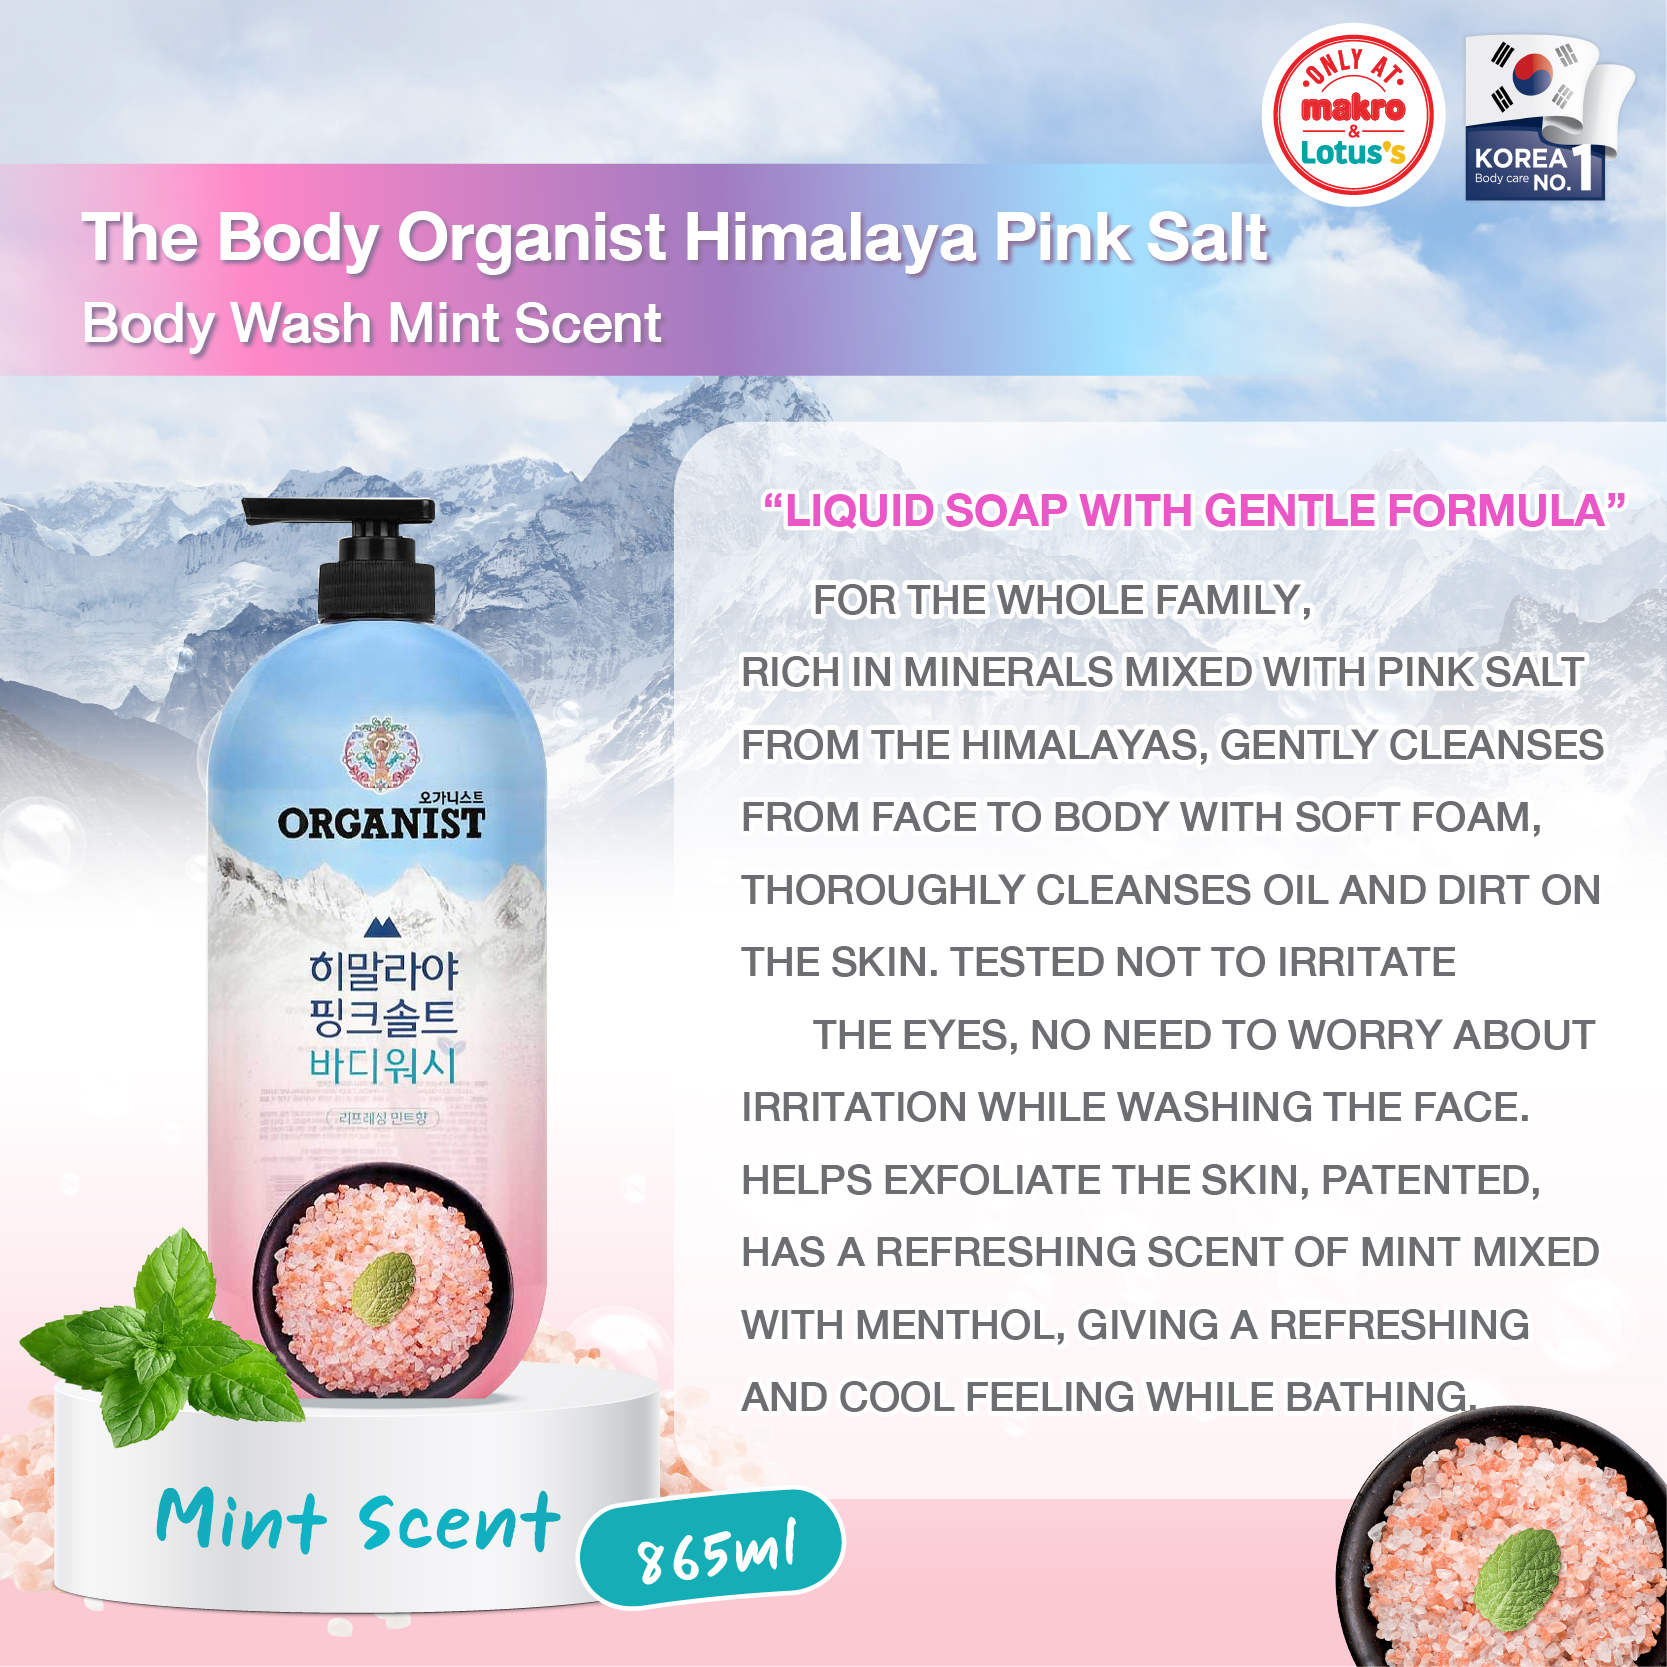 ONLY AT
makro
&
Lotus's
KOREA
Body care NO. 1
The Body Organist Himalaya Pink Salt
Body Wash Mint Scent
"LIQUID SOAP WITH GENTLE FORMULA"
FOR THE WHOLE FAMILY,
RICH IN MINERALS MIXED WITH PINK SALT
FROM THE HIMALAYAS, GENTLY CLEANSES
FROM FACE TO BODY WITH SOFT FOAM,
THOROUGHLY CLEANSES OIL AND DIRT ON
THE SKIN. TESTED NOT TO IRRITATE
THE EYES, NO NEED TO WORRY ABOUT
IRRITATION WHILE WASHING THE FACE.
HELPS EXFOLIATE THE SKIN, PATENTED,
HAS A REFRESHING SCENT OF MINT MIXED
WITH MENTHOL, GIVING A REFRESHING
AND COOL FEELING WHILE BATHING.
오가니스트
ORGANIST
히말라야
핑크솔트
바디워시
리프레싱 민트향
Mint scent
865ml